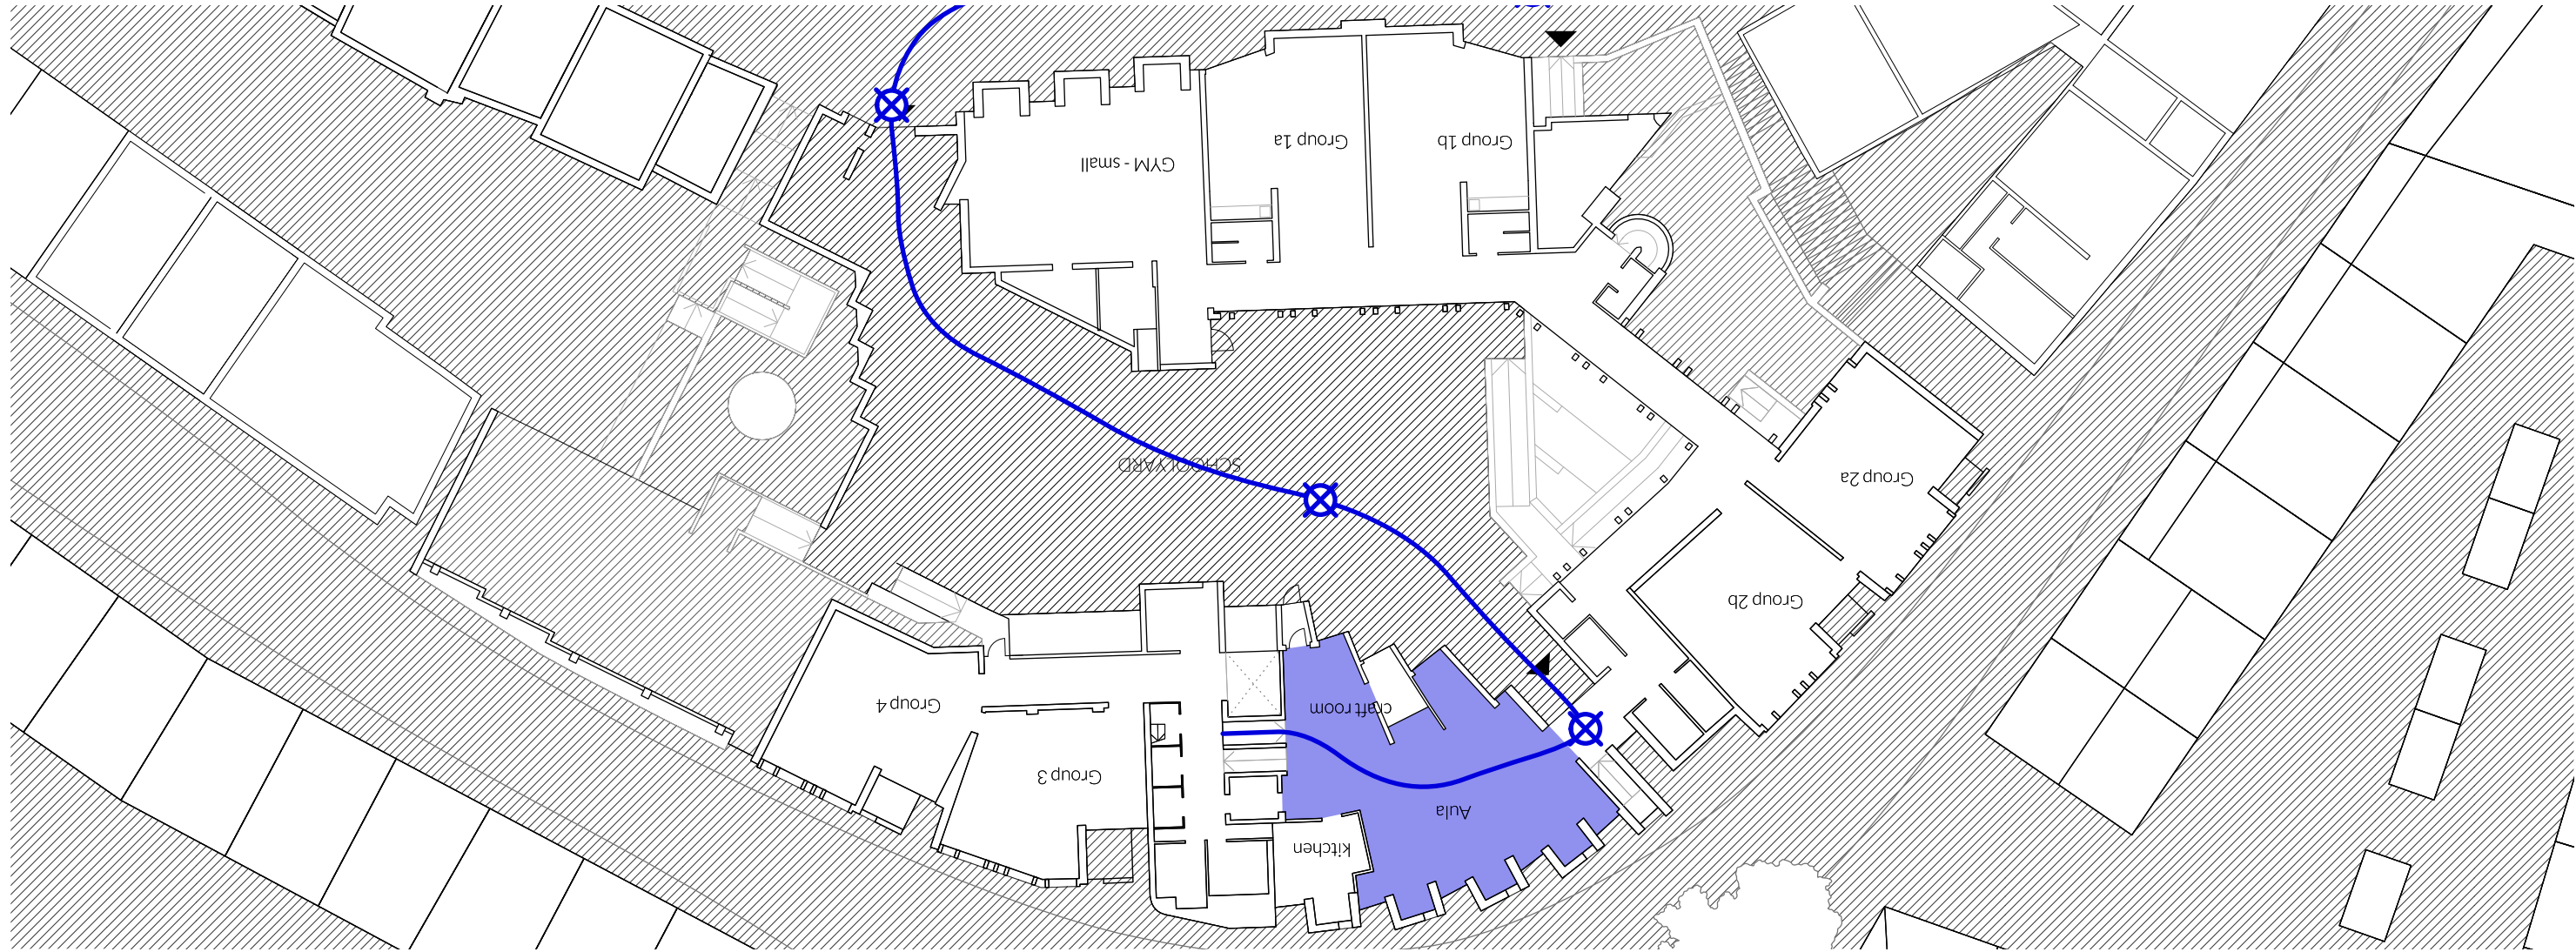 GYM - small
Group 1a
Group 1b
SCHOOLYARD
Group 2a
Group 2b
Group 4
craft room
Group 3
Aula
kitchen